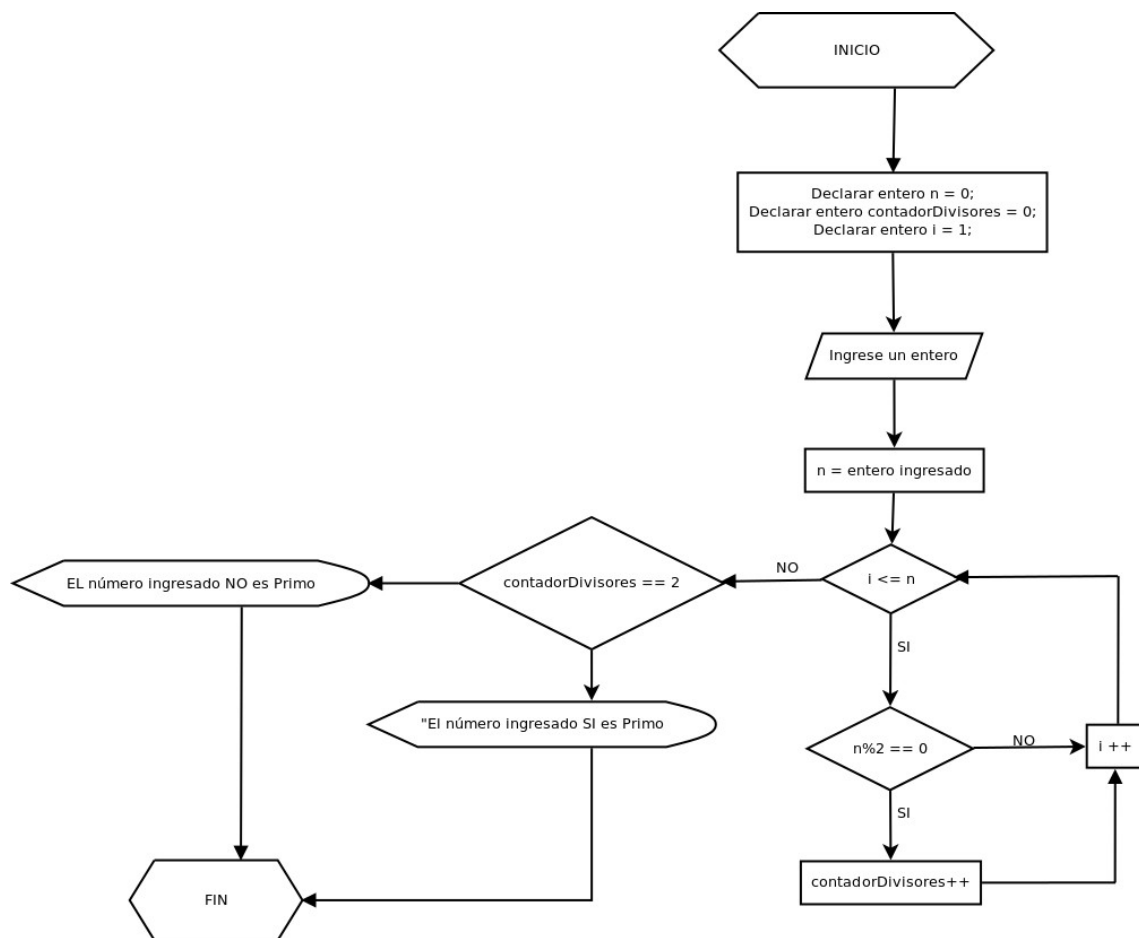 INICIO
Declarar entero n = 0;
Declarar entero contadorDivisores = 0;
Declarar entero i = 1;
Ingrese un entero
n = entero ingresado
i <= n
NO
contadorDivisores == 2
EL número ingresado NO es Primo
SI
"El número ingresado SI es Primo
n%2 == 0
NO
i ++
SI
contadorDivisores++
FIN